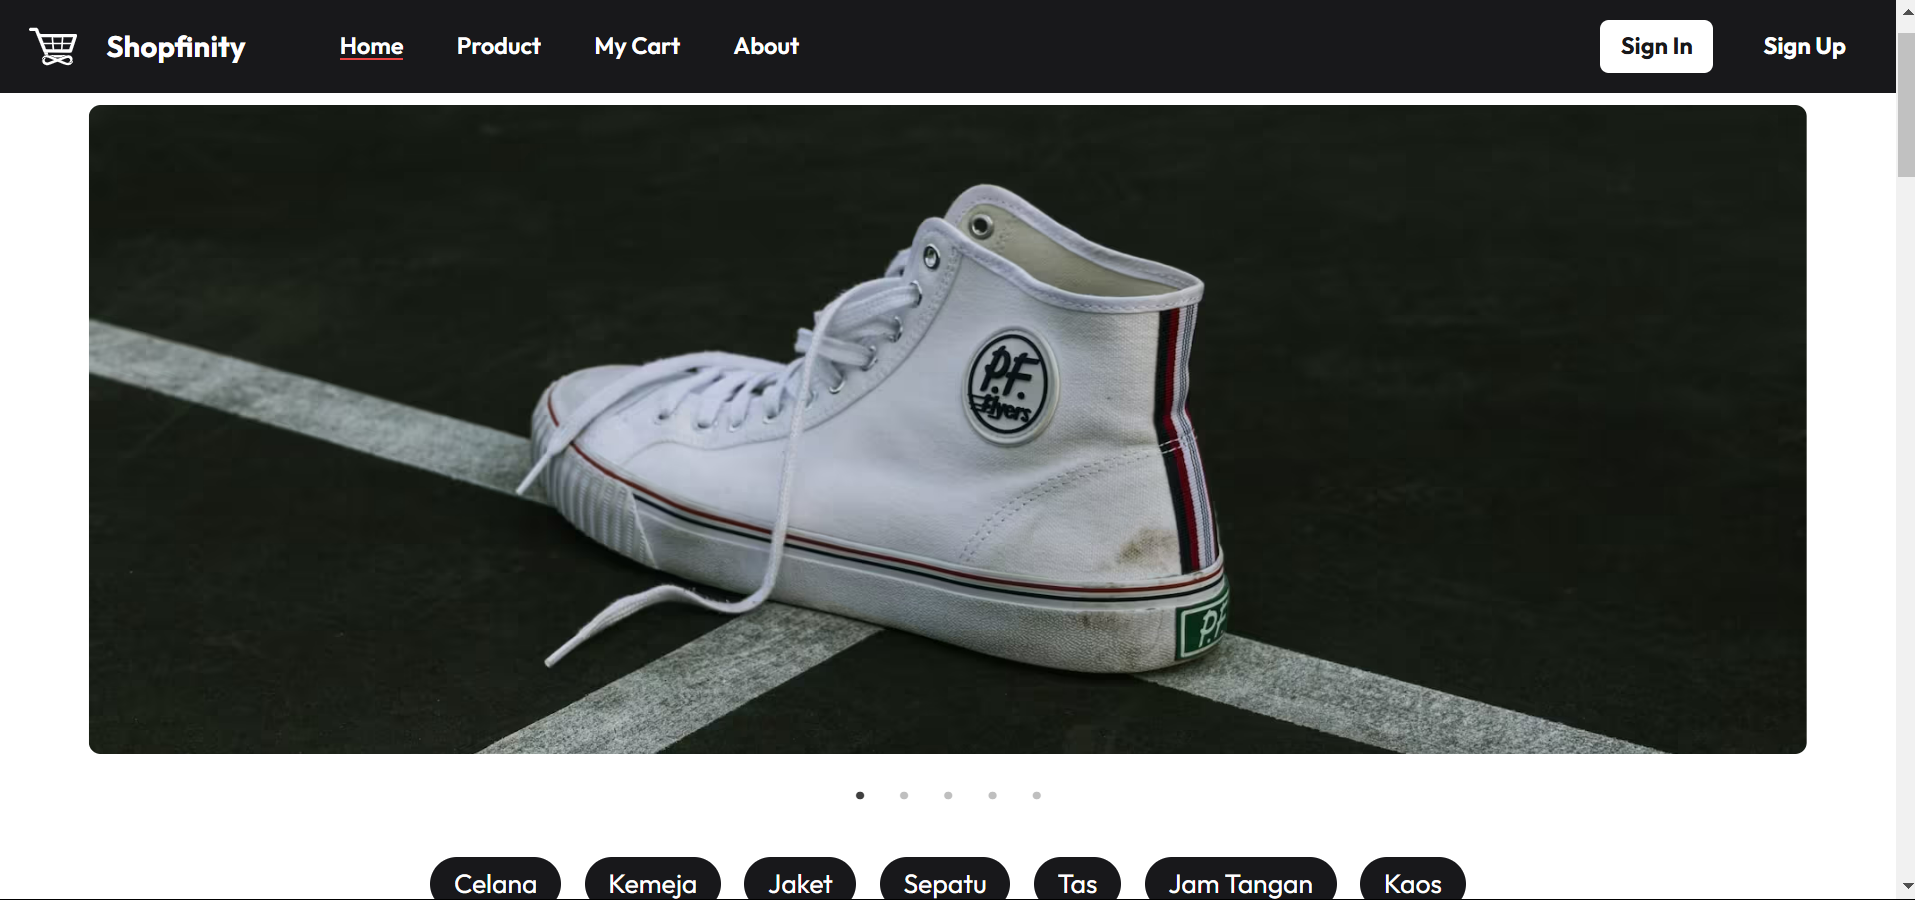 Shopfinity
Home
Product
My Cart
About
Sign In
Sign Up
P.F.
Flyers
P.F
Celana
Kemeja
Jaket
Sepatu
Tas
Jam Tangan
Kaos